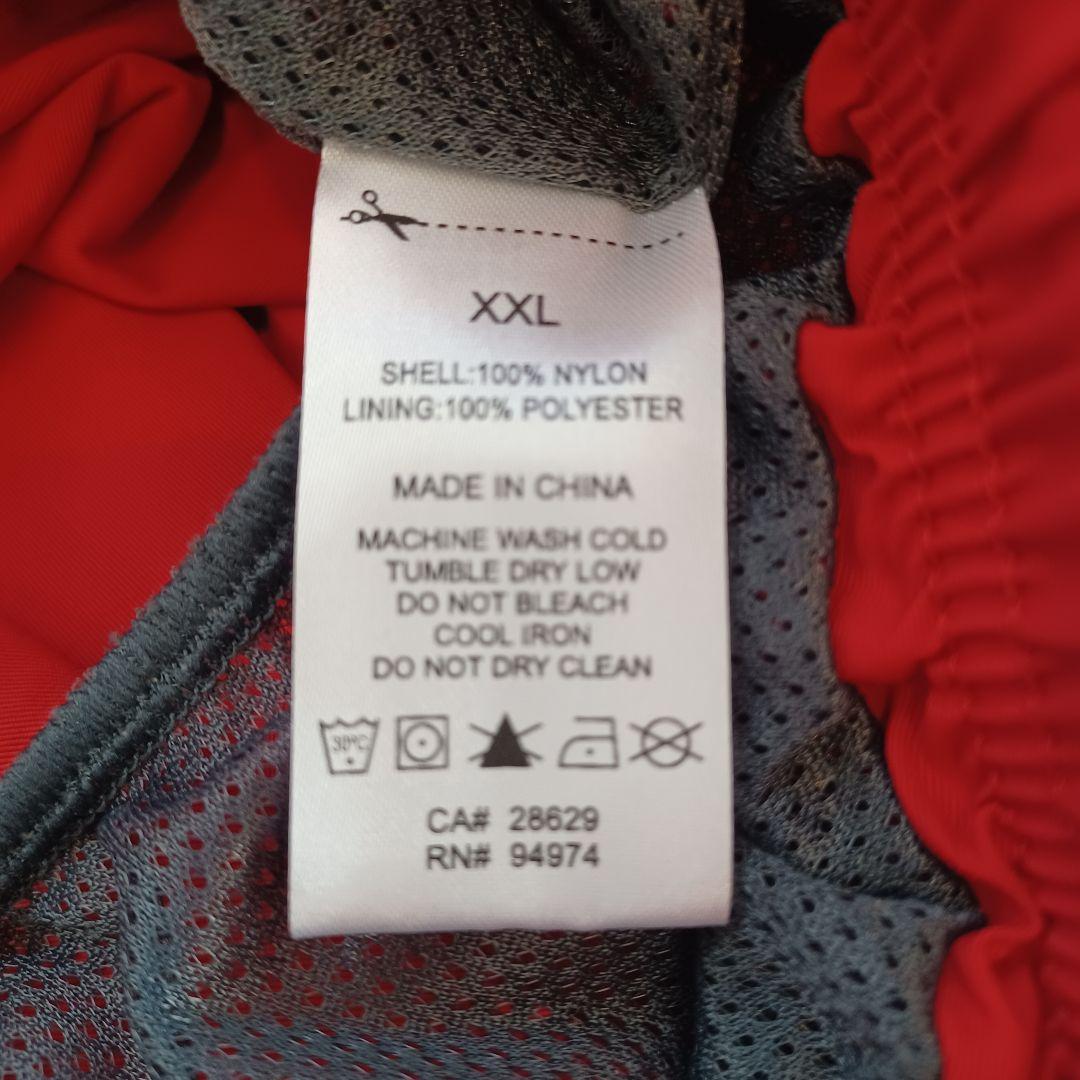 XXL
SHELL:100% NYLON
LINING:100% POLYESTER
MADE IN CHINA
MACHINE WASH COLD
TUMBLE DRY LOW
DO NOT BLEACH
COOL IRON
DO NOT DRY CLEAN
30°C
CA# 28629
RN# 94974